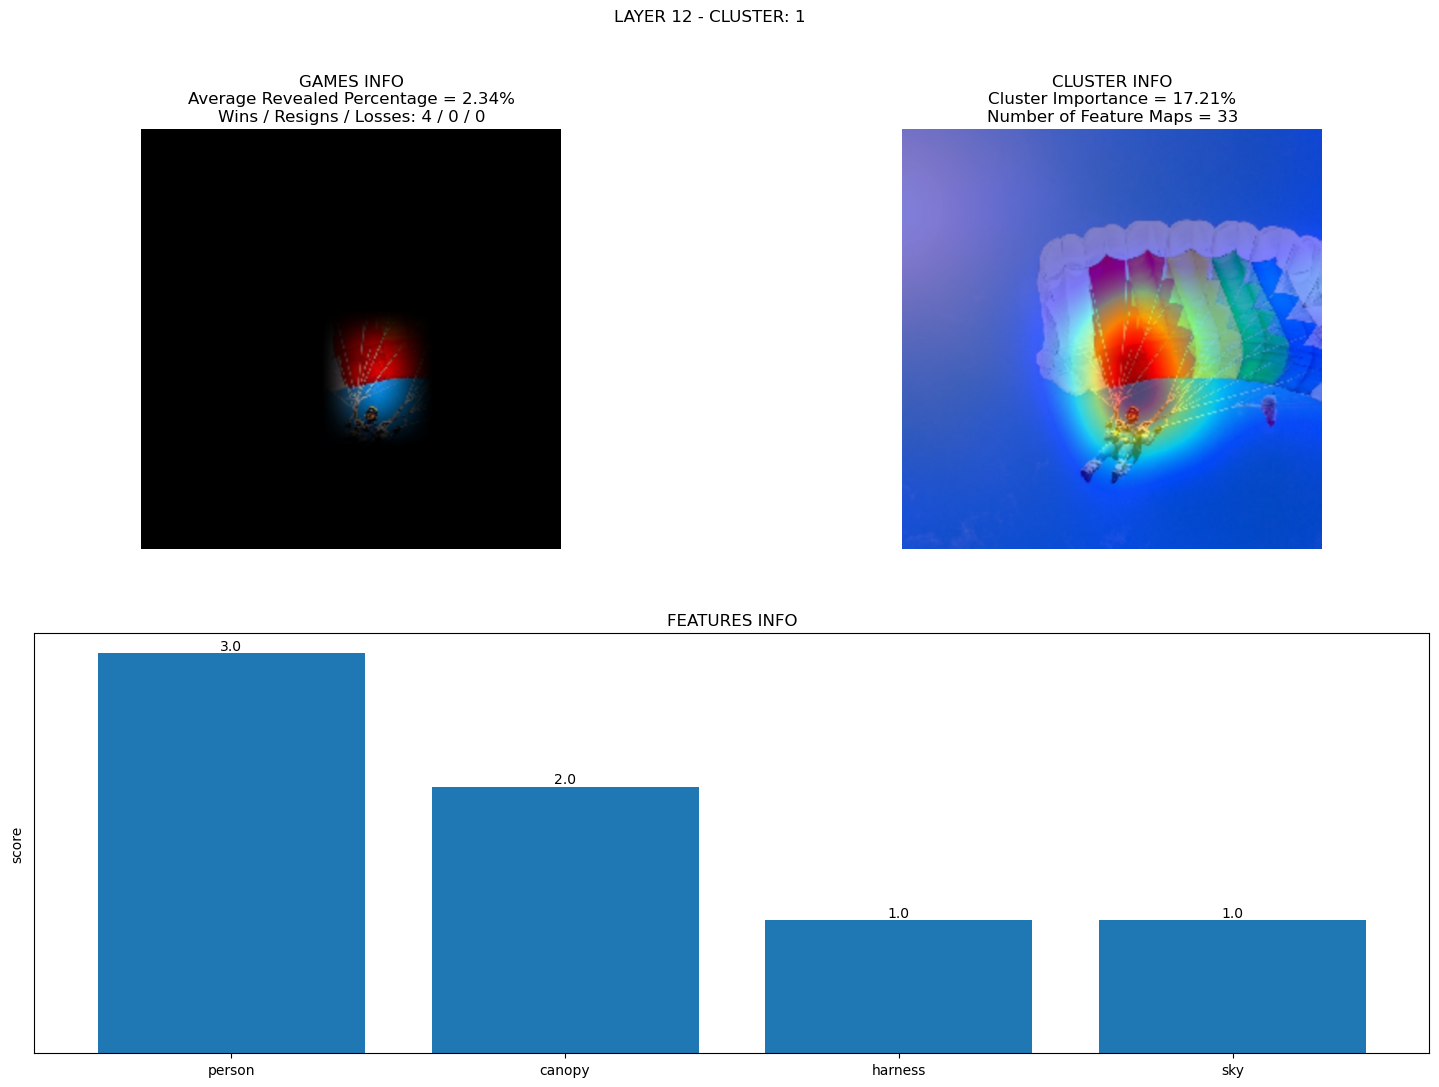 LAYER 12 - CLUSTER: 1
GAMES INFO
Average Revealed Percentage = 2.34%
Wins / Resigns / Losses: 4 / 0 / 0
CLUSTER INFO
Cluster Importance = 17.21%
Number of Feature Maps = 33
FEATURES INFO
score
3.0
2.0
1.0
1.0
person
canopy
harness
sky